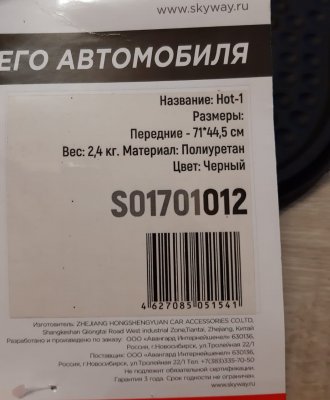 www.skyway.ru
ЕГО АВТОМОБИЛЯ
Название: Hot-1
Размеры:
Передние - 71*44,5 см
Вес: 2,4 кг. Материал: Полиуретан
Цвет: Черный
S01701012
4 627085 051541
Изготовитель: ZHEJIANG HONGSHENGYUAN CAR ACCESSORIES CO.,LTD
Shangkeshan Qiongtai Road West Industrial Zone,Tiantai, Zhejiang, Китай
Разработано и произведено по заказу: ООО «Авангард Интернейшенел» 630136,
Россия, г.Новосибирск, ул.Тролейная 22/1
Поставщик: ООО «Авангард Интернейшенел» 630136,
Россия, г.Новосибирск, ул.Тролейная 22/1 Тел: +7(383)335-70-50
Не подлежит обязательной сертификации.
Гарантия 3 года. Срок годности не ограничен.
www.skyway.ru